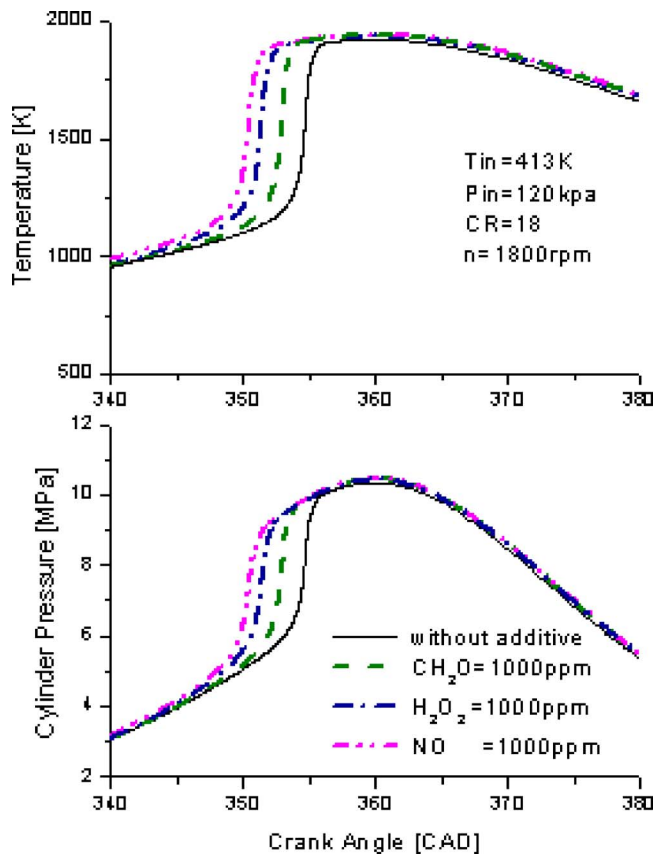 2000
1500
1000
500
Temperature [K]
Tin=413K
Pin=120kpa
CR=18
n=1800rpm
340 350 360 370 380
12
10
8
6
4
2
Cylinder Pressure [MPa]
without additive
CH₂O=1000ppm
H₂O₂=1000ppm
NO =1000ppm
340 350 360 370 380
Crank Angle [CAD]